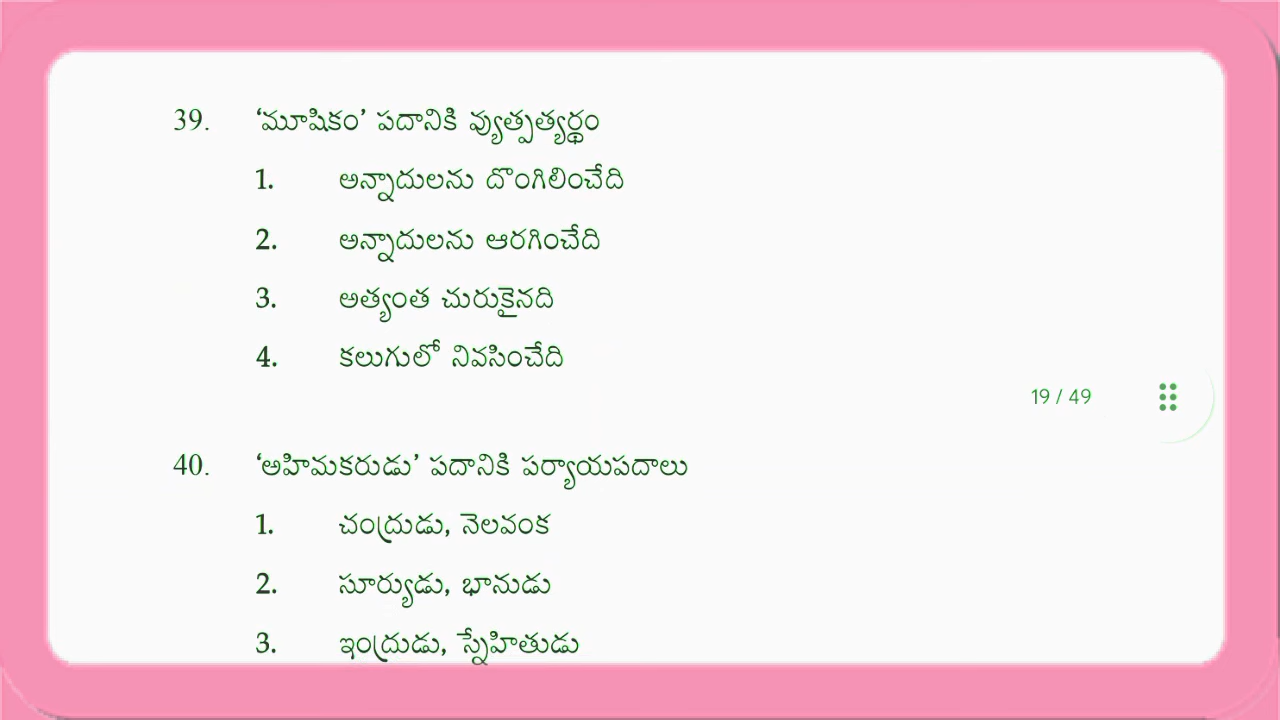 39. ‘మూషికం’ పదానికి వ్యుత్పత్యర్థం
1. అన్నాదులను దొంగిలించేది
2. అన్నాదులను ఆరగించేది
3. అత్యంత చురుకైనది
4. కలుగులో నివసించేది
19 / 49
40. ‘అహిమకరుడు’ పదానికి పర్యాయపదాలు
1. చంద్రుడు, నెలవంక
2. సూర్యుడు, భానుడు
3. ఇంద్రుడు, స్నేహితుడు